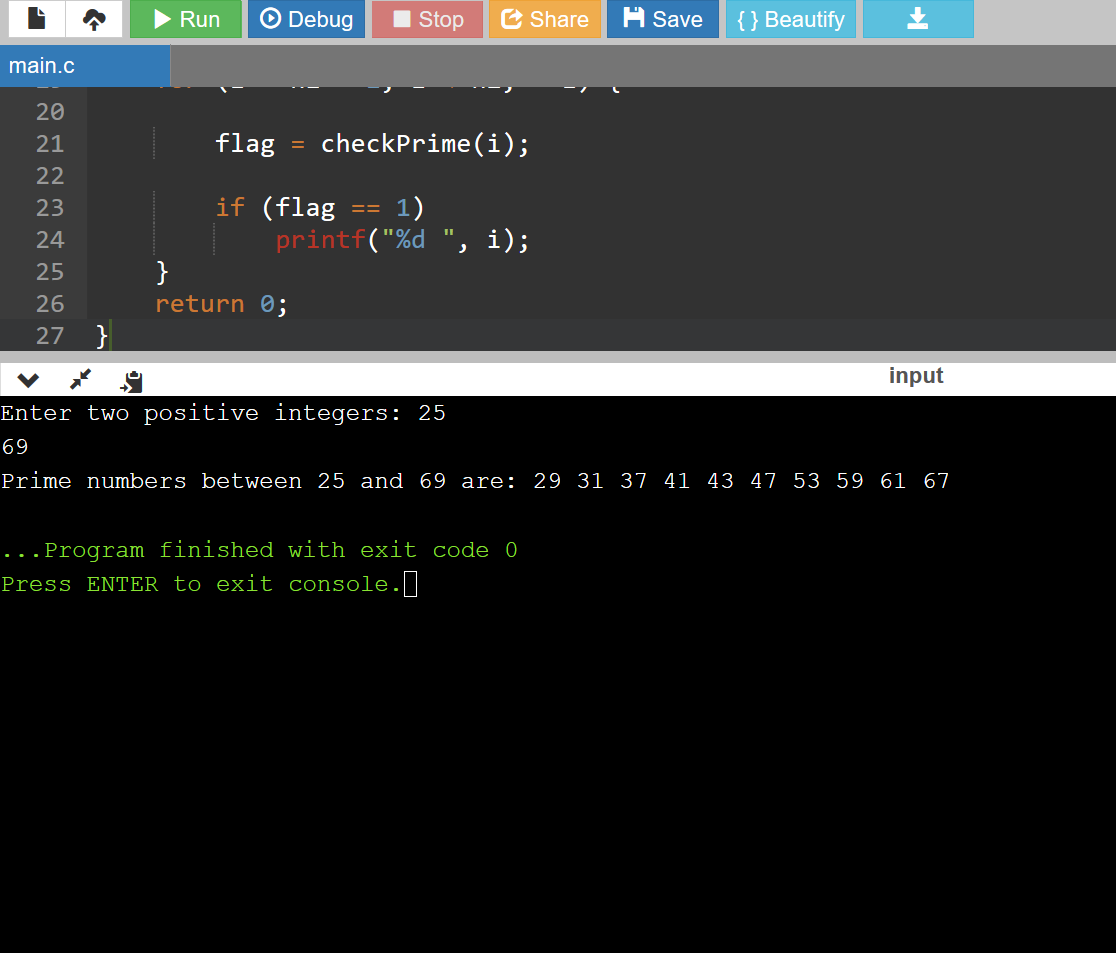 Run Debug Stop Share Save { } Beautify
main.c
20
21 flag = checkPrime(i);
22
23 if (flag == 1)
24 printf("%d ", i);
25 }
26 return 0;
27 }
input
Enter two positive integers: 25
69
Prime numbers between 25 and 69 are: 29 31 37 41 43 47 53 59 61 67
...Program finished with exit code 0
Press ENTER to exit console.